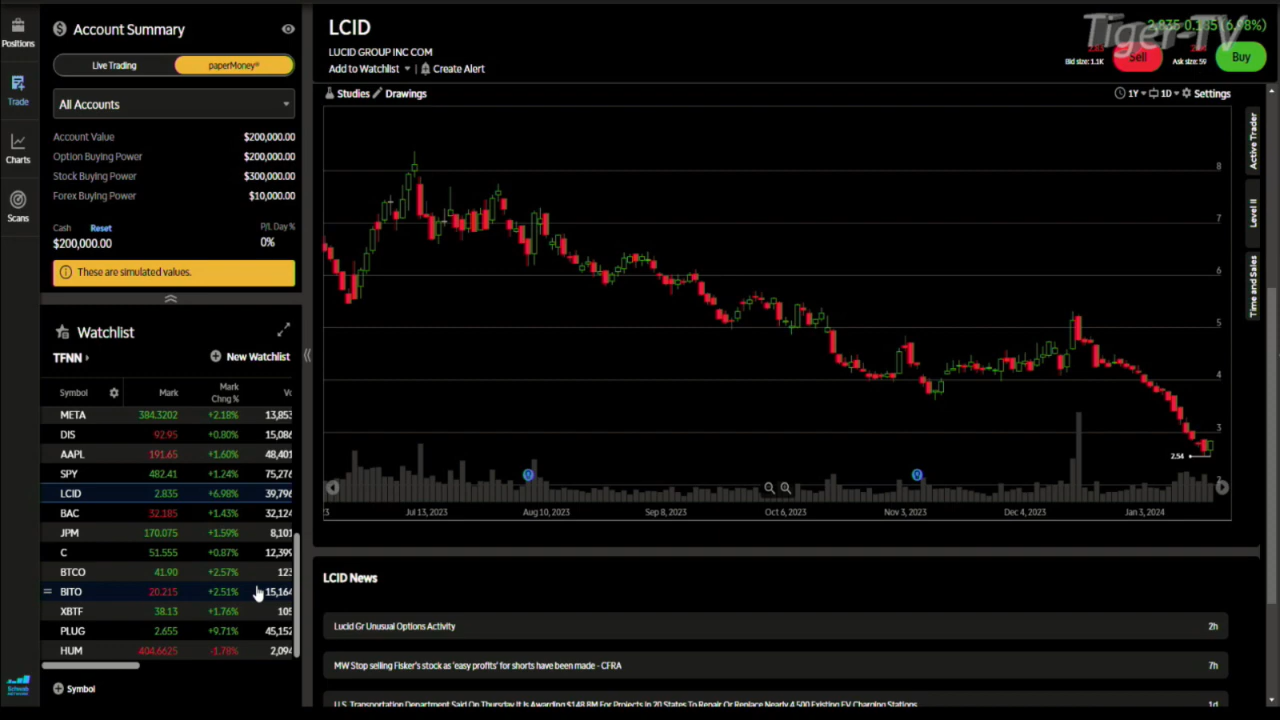 Positions
Trade
Charts
Scans
Account Summary
Live Trading
paperMoney®
All Accounts
Account Value $200,000.00
Option Buying Power $200,000.00
Stock Buying Power $300,000.00
Forex Buying Power $10,000.00
Cash Reset P/L Day %
$200,000.00 0%
These are simulated values.
Watchlist
TFNN New Watchlist
Symbol Mark Mark Chng % Vo
META 384.3202 +2.18% 13,853
DIS 92.95 +0.80% 15,086
AAPL 191.65 +1.60% 48,401
SPY 482.41 +1.24% 75,276
LCID 2.835 +6.98% 39,796
BAC 32.185 +1.43% 32,124
JPM 170.075 +1.59% 8,101
C 51.555 +0.87% 12,399
BTCO 41.90 +2.57% 123
BITO 20.215 +2.51% 15,164
XBTF 38.13 +1.76% 105
PLUG 2.655 +9.71% 45,152
HUM 404.6625 -1.78% 2,094
Symbol
LCID
LUCID GROUP INC COM
Add to Watchlist | Create Alert
Tiger-TV
Bid size: 1.1K
Sell
Ask size: 59
Buy
Studies Drawings
1Y 1D Settings
Active Trader
Level II
Time and Sales
8
7
6
5
4
3
2.54
3 Jul 13, 2023 Aug 10, 2023 Sep 8, 2023 Oct 6, 2023 Nov 3, 2023 Dec 4, 2023 Jan 3, 2024
LCID News
Lucid Gr Unusual Options Activity 2h
MW Stop selling Fisker's stock as 'easy profits' for shorts have been made - CFRA 7h
U.S. Transportation Department Said On Thursday It Is Awarding $148.8M For Projects In 20 States To Repair Or Replace Nearly 4,500 Existing EV Charging Stations 1d